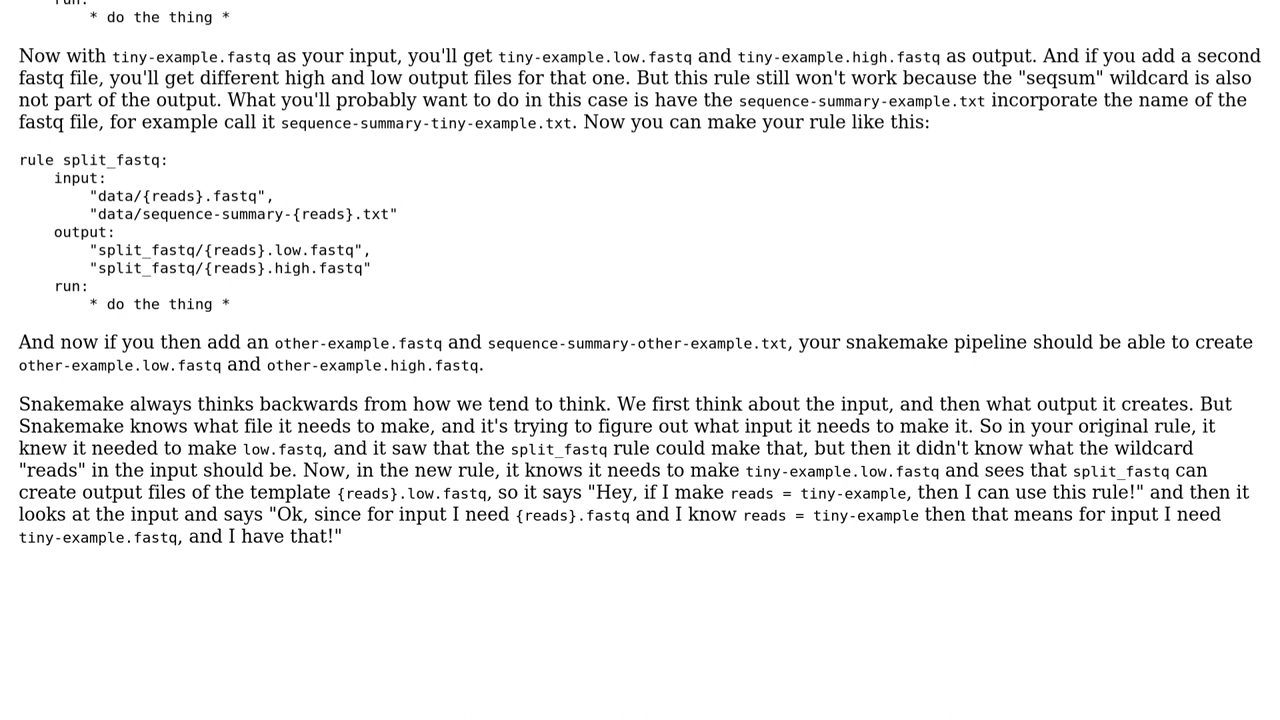 * do the thing *
Now with tiny-example.fastq as your input, you'll get tiny-example.low.fastq and tiny-example.high.fastq as output. And if you add a second
fastq file, you'll get different high and low output files for that one. But this rule still won't work because the "seqsum" wildcard is also
not part of the output. What you'll probably want to do in this case is have the sequence-summary-example.txt incorporate the name of the
fastq file, for example call it sequence-summary-tiny-example.txt. Now you can make your rule like this:
rule split_fastq:
    input:
        "data/{reads}.fastq",
        "data/sequence-summary-{reads}.txt"
    output:
        "split_fastq/{reads}.low.fastq",
        "split_fastq/{reads}.high.fastq"
    run:
        * do the thing *
And now if you then add an other-example.fastq and sequence-summary-other-example.txt, your snakemake pipeline should be able to create
other-example.low.fastq and other-example.high.fastq.
Snakemake always thinks backwards from how we tend to think. We first think about the input, and then what output it creates. But
Snakemake knows what file it needs to make, and it's trying to figure out what input it needs to make it. So in your original rule, it
knew it needed to make low.fastq, and it saw that the split_fastq rule could make that, but then it didn't know what the wildcard
"reads" in the input should be. Now, in the new rule, it knows it needs to make tiny-example.low.fastq and sees that split_fastq can
create output files of the template {reads}.low.fastq, so it says "Hey, if I make reads = tiny-example, then I can use this rule!" and then it
looks at the input and says "Ok, since for input I need {reads}.fastq and I know reads = tiny-example then that means for input I need
tiny-example.fastq, and I have that!"